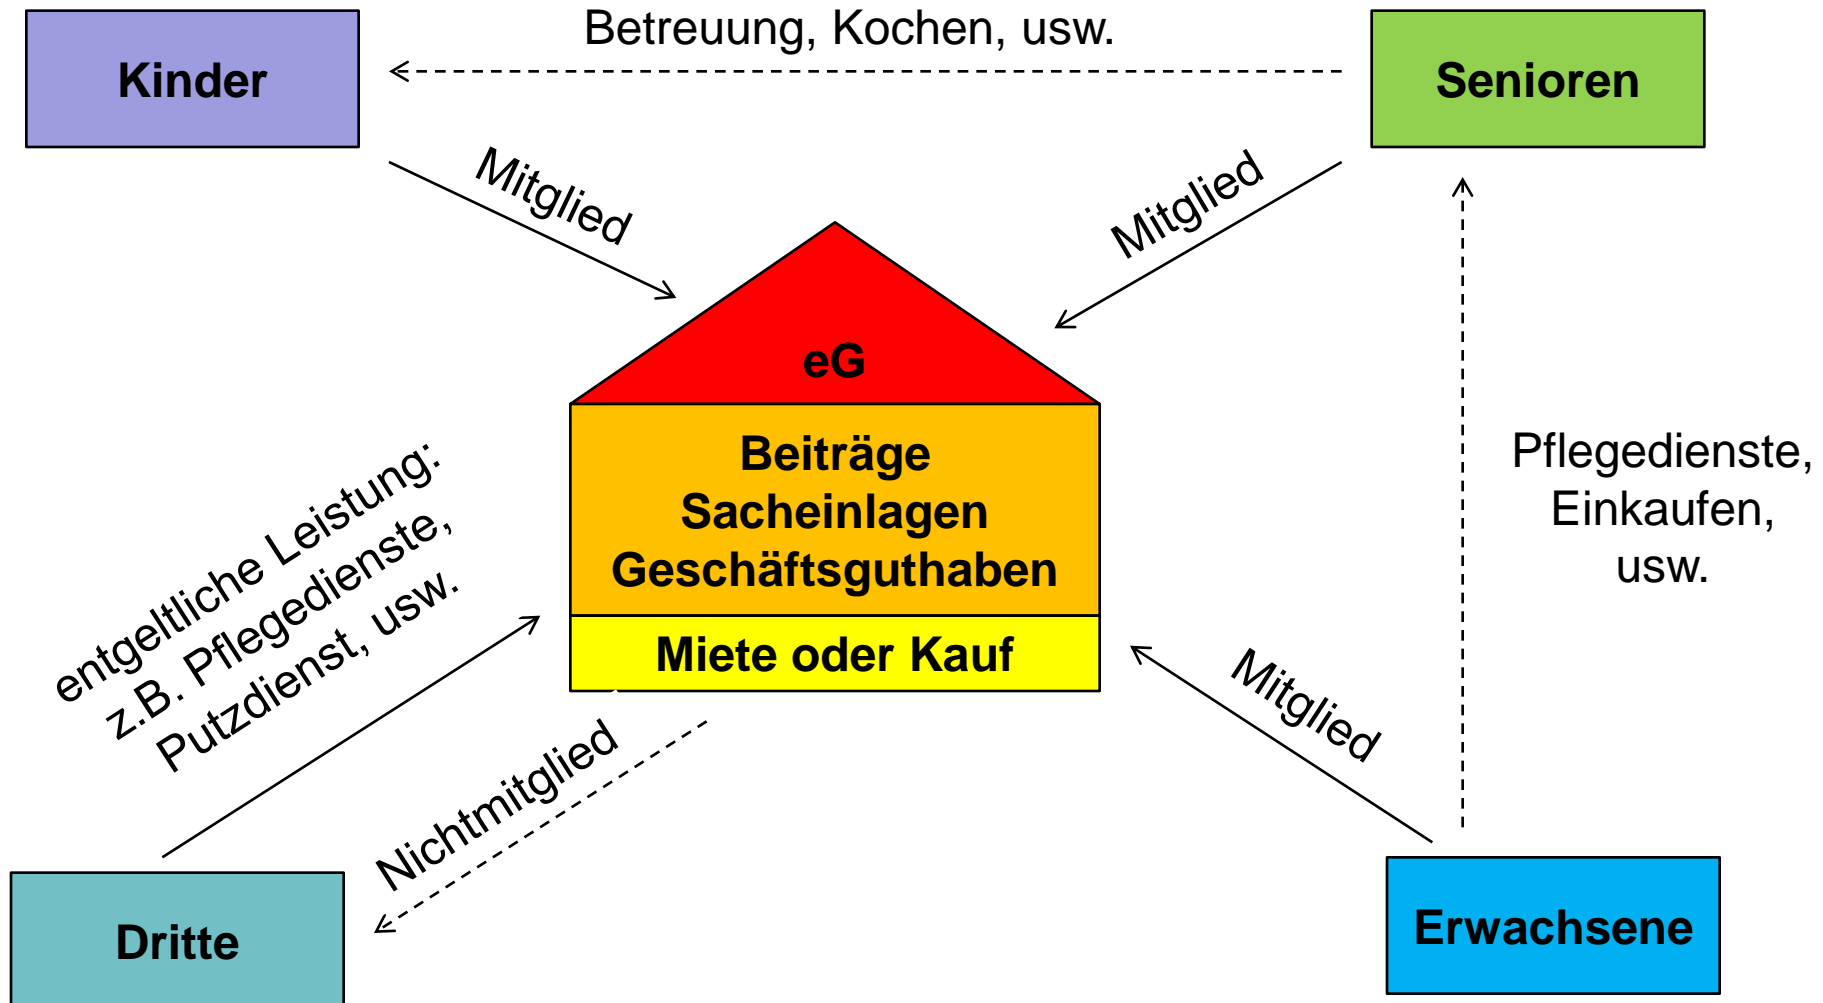 Betreuung, Kochen, usw.
Kinder
Senioren
Mitglied
Mitglied
eG
Beiträge
Sacheinlagen
Geschäftsguthaben
Miete oder Kauf
entgeltliche Leistung:
z.B. Pflegedienste,
Putzdienst, usw.
Pflegedienste,
Einkaufen,
usw.
Mitglied
Nichtmitglied
Dritte
Erwachsene